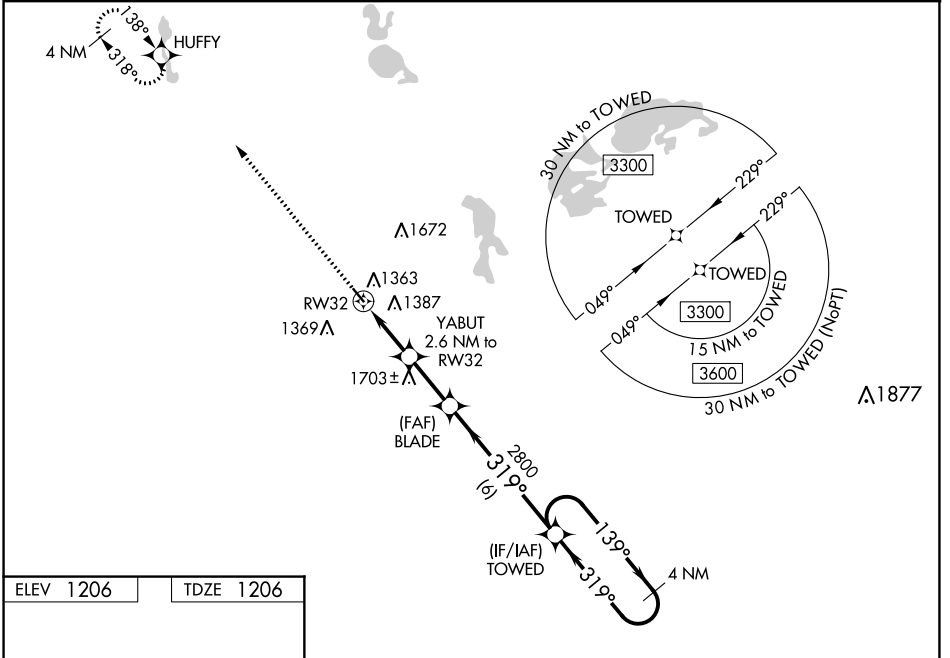 138°
HUFFY
4 NM
318°
30 NM to TOWED
3300
229°
TOWED
049°
229°
TOWED
049°
3300
15 NM to TOWED
3600
30 NM to TOWED (NoPT)
1672
1363
RW32
1387
1369
YABUT
2.6 NM to
RW32
1703±
1877
(FAF)
BLADE
2800
319°
(6)
(IF/IAF)
TOWED
139°
319°
4 NM
ELEV 1206
TDZE 1206